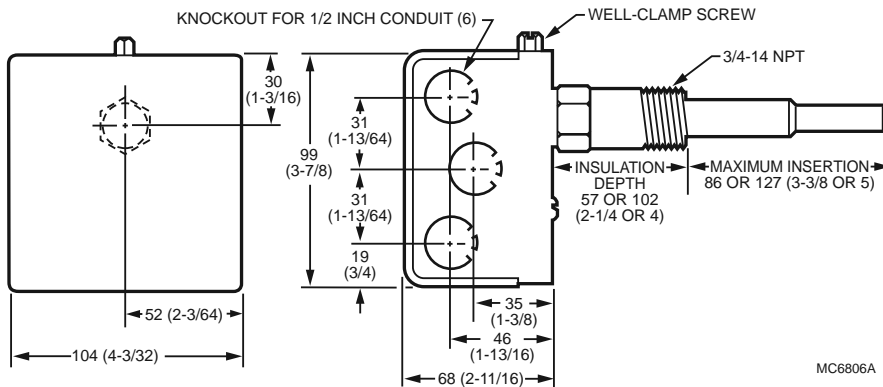 KNOCKOUT FOR 1/2 INCH CONDUIT (6)
WELL-CLAMP SCREW
3/4-14 NPT
30
(1-3/16)
31
(1-13/64)
99
(3-7/8)
31
(1-13/64)
19
(3/4)
INSULATION
DEPTH
57 OR 102
(2-1/4 OR 4)
MAXIMUM INSERTION
86 OR 127 (3-3/8 OR 5)
52 (2-3/64)
104 (4-3/32)
35
(1-3/8)
46
(1-13/16)
68 (2-11/16)
MC6806A